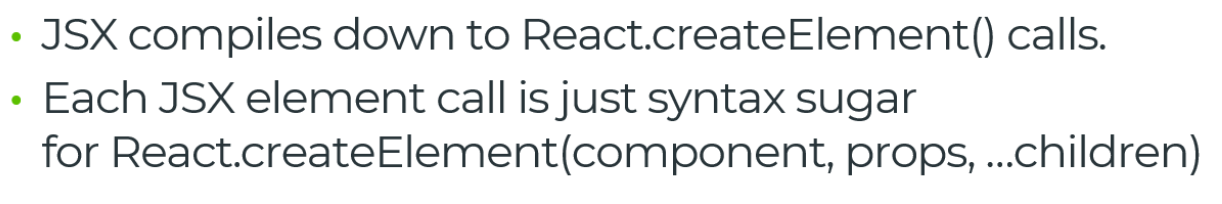 • JSX compiles down to React.createElement() calls.
• Each JSX element call is just syntax sugar
for React.createElement(component, props, ...children)